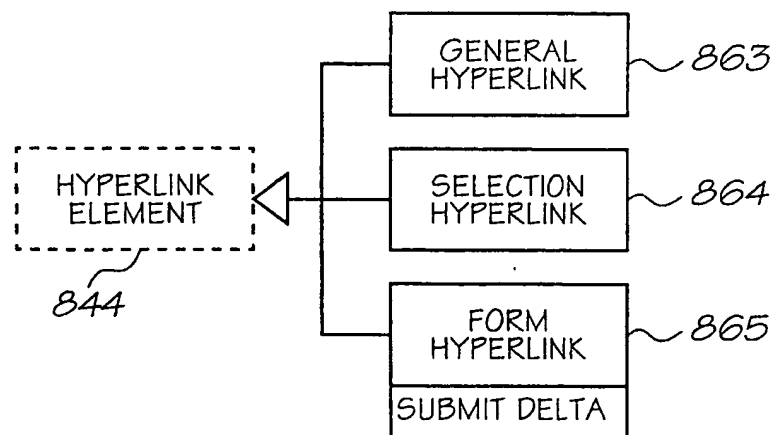 GENERAL
HYPERLINK
863
HYPERLINK
ELEMENT
844
SELECTION
HYPERLINK
864
FORM
HYPERLINK
865
SUBMIT DELTA